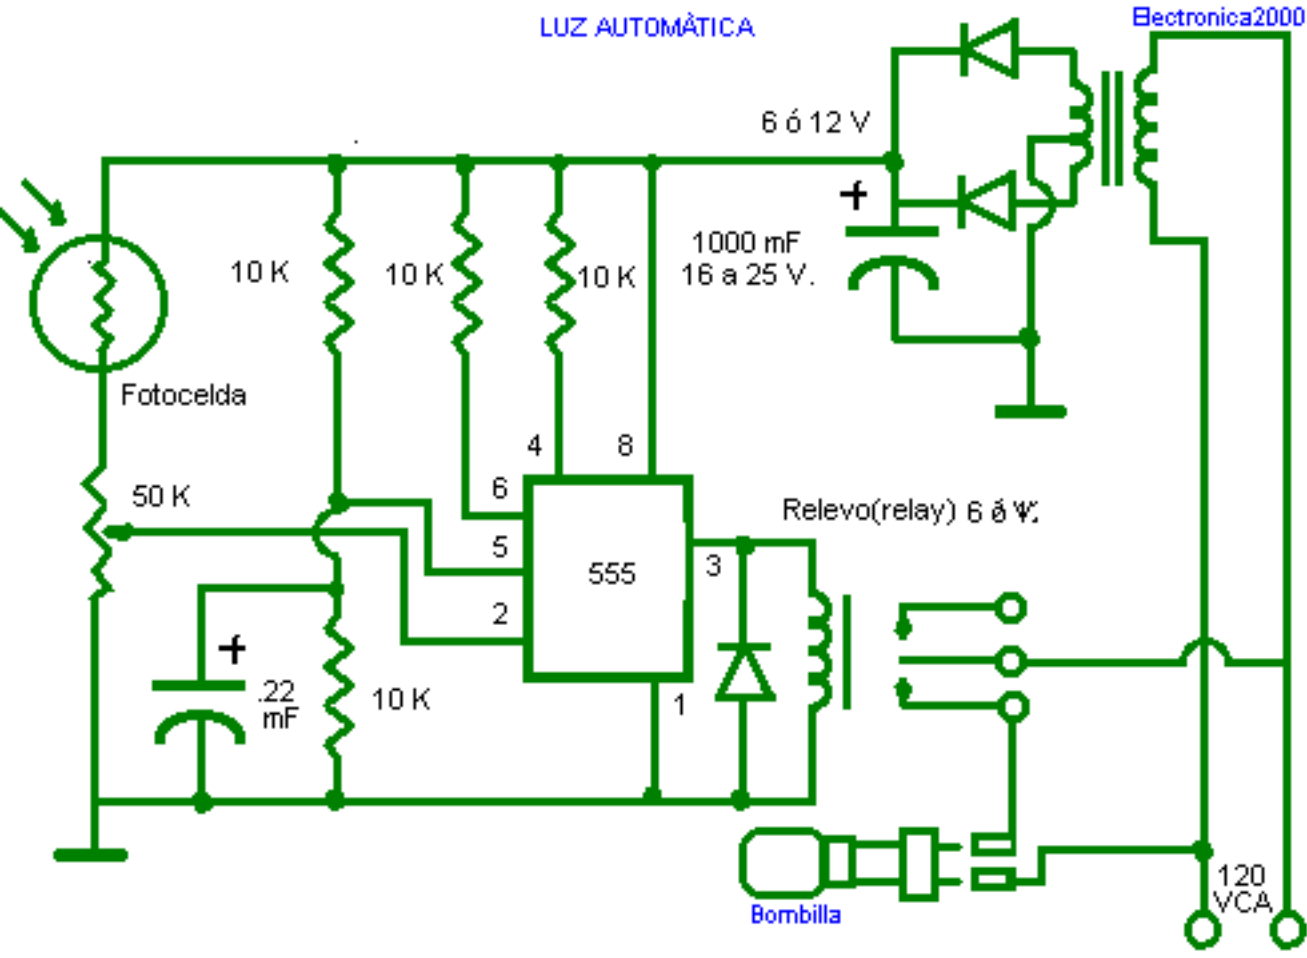 LUZ AUTOMÀTICA
Electronica2000
6 ó 12 V
+
1000 mF
16 a 25 V.
10 K
10 K
10 K
Fotocelda
4
8
50 K
6
5
2
555
3
1
Relevo(relay) 6 ó
+
.22
mF
10 K
Bombilla
120
VCA